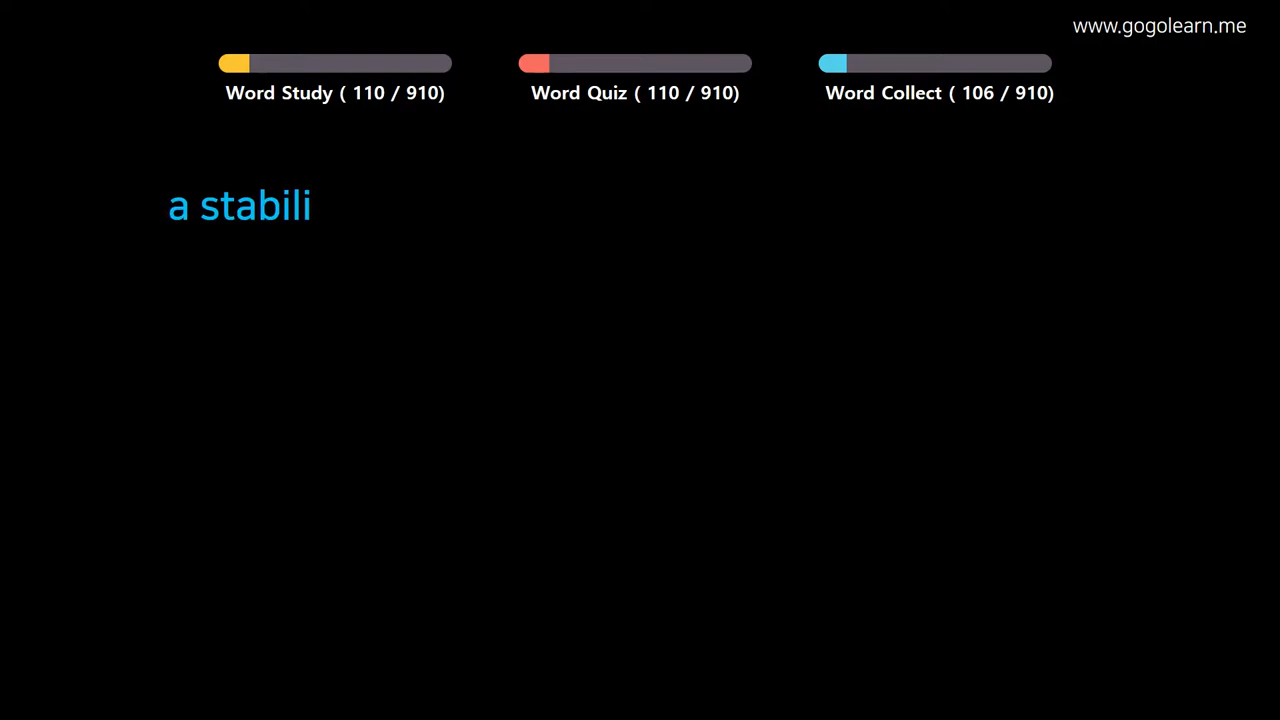 www.gogolearn.me
Word Study ( 110 / 910)
Word Quiz ( 110 / 910)
Word Collect ( 106 / 910)
a stabili